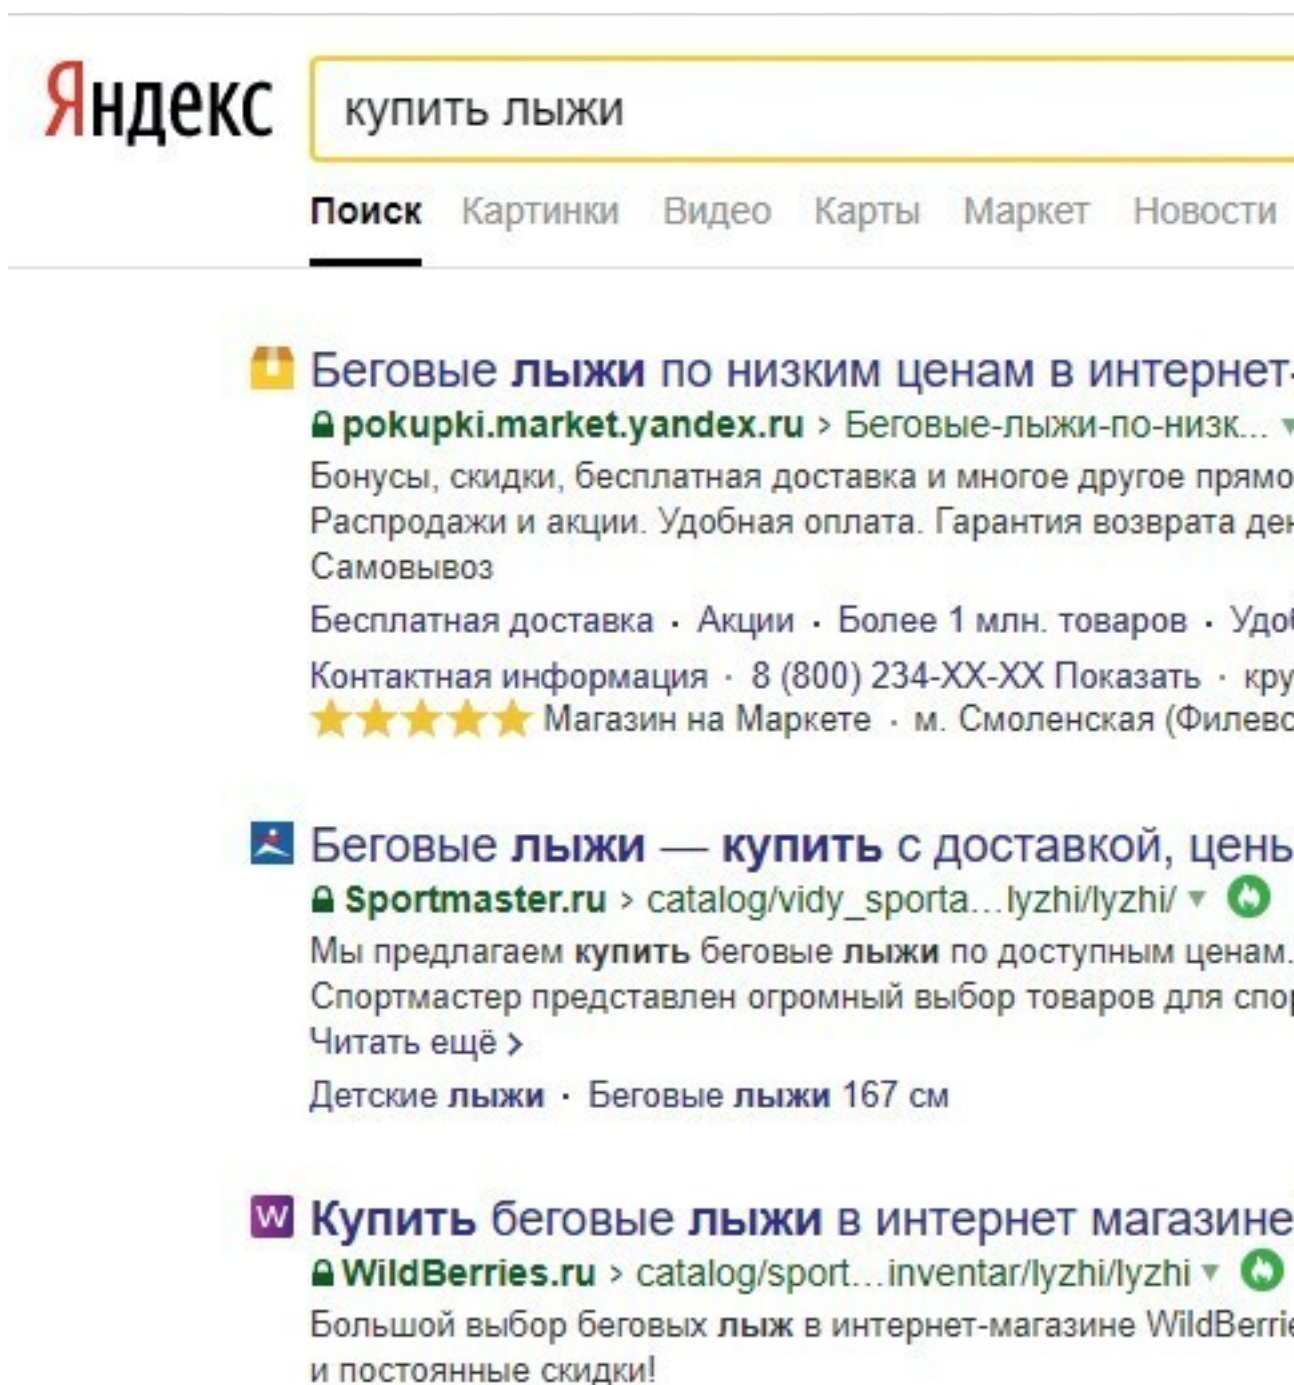 Яндекс
купить лыжи
Поиск Картинки Видео Карты Маркет Новости
Беговые лыжи по низким ценам в интернет-
pokupki.market.yandex.ru > Беговые-лыжи-по-низк...
Бонусы, скидки, бесплатная доставка и многое другое прямо
Распродажи и акции. Удобная оплата. Гарантия возврата
Самовывоз
Бесплатная доставка · Акции · Более 1 млн. товаров ·
Контактная информация · 8 (800) 234-XX-XX Показать ·
Магазин на Маркете · м. Смоленская
Беговые лыжи — купить с доставкой,
Sportmaster.ru > catalog/vidy_sporta...lyzhi/lyzhi/
Мы предлагаем купить беговые лыжи по доступным ценам.
Спортмастер представлен огромный выбор товаров для
Читать ещё >
Детские лыжи · Беговые лыжи 167 см
W Купить беговые лыжи в интернет магазине
WildBerries.ru > catalog/sport...inventar/lyzhi/lyzhi
Большой выбор беговых лыж в интернет-магазине
и постоянные скидки!